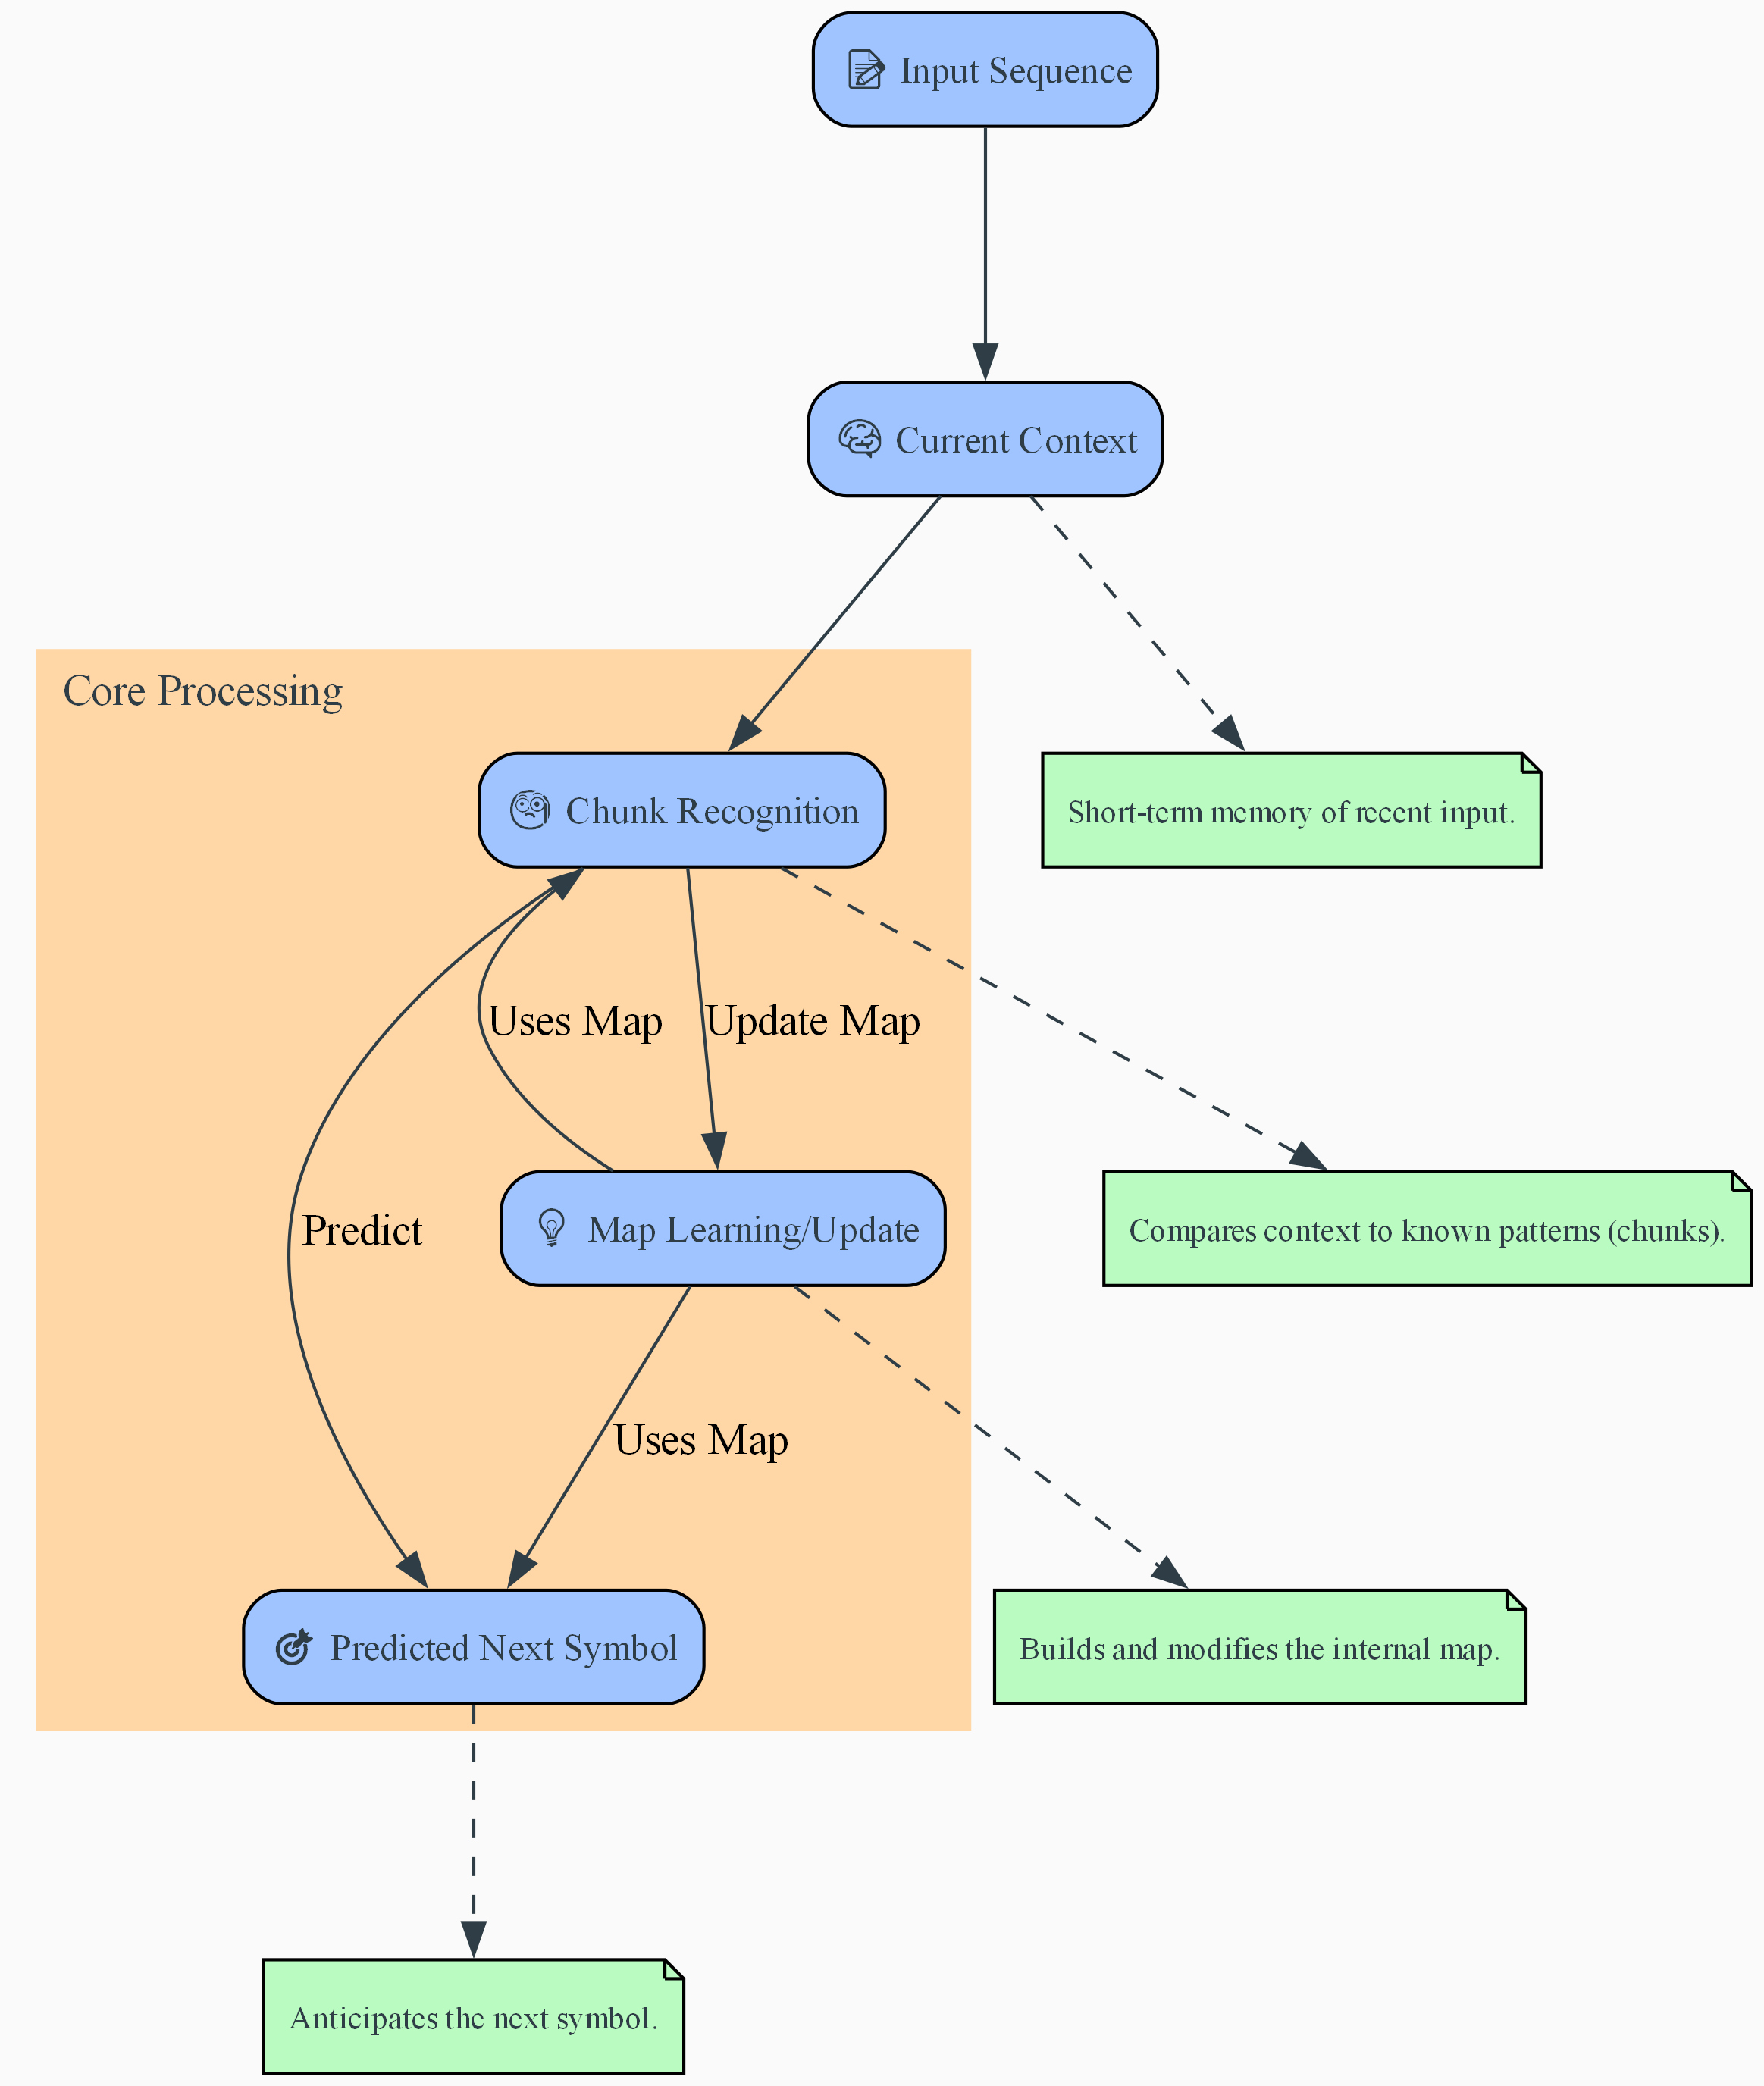 Input Sequence
Current Context
Core Processing
Chunk Recognition
Short-term memory of recent input.
Uses Map
Update Map
Predict
Map Learning/Update
Compares context to known patterns (chunks).
Uses Map
Predicted Next Symbol
Builds and modifies the internal map.
Anticipates the next symbol.